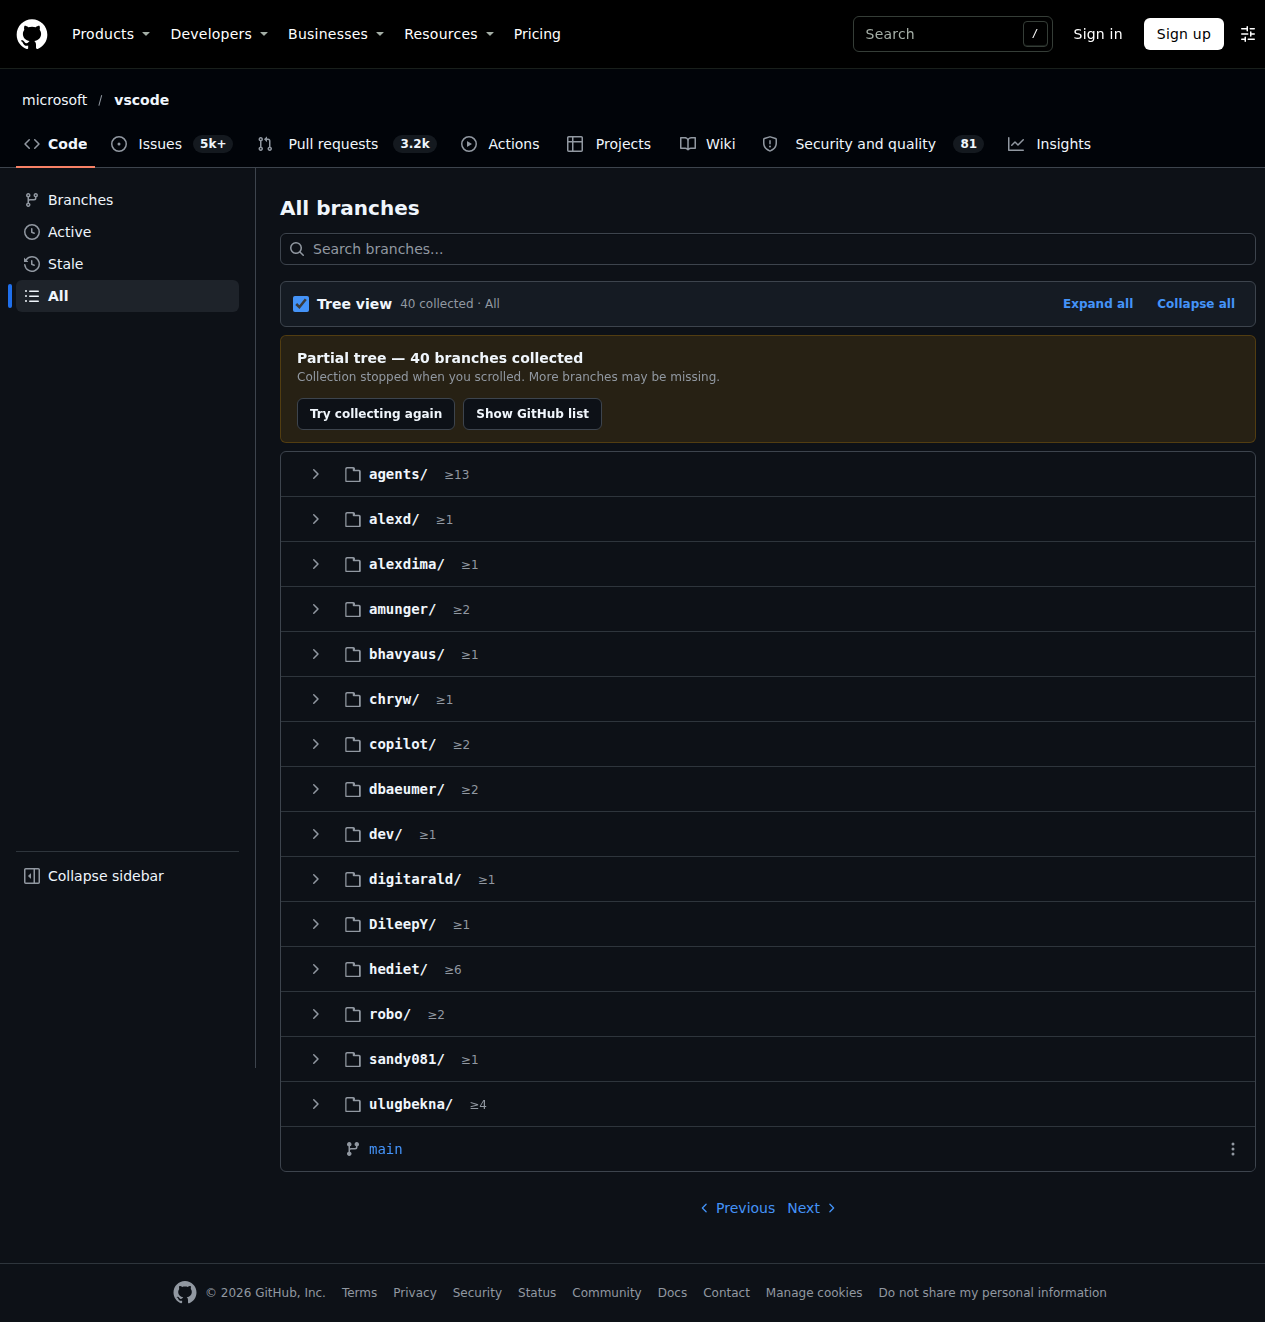 Products Developers Businesses Resources Pricing Search / Sign in Sign up
microsoft / vscode
Code Issues 5k+ Pull requests 3.2k Actions Projects Wiki Security and quality 81 Insights
Branches
Active
Stale
All
Collapse sidebar
All branches
Search branches...
Tree view 40 collected · All Expand all Collapse all
Partial tree — 40 branches collected
Collection stopped when you scrolled. More branches may be missing.
Try collecting again Show GitHub list
agents/ ≥13
alexd/ ≥1
alexdima/ ≥1
amunger/ ≥2
bhavyaus/ ≥1
chryw/ ≥1
copilot/ ≥2
dbaeumer/ ≥2
dev/ ≥1
digitarald/ ≥1
DileepY/ ≥1
hediet/ ≥6
robo/ ≥2
sandy081/ ≥1
ulugbekna/ ≥4
main
Previous Next
© 2026 GitHub, Inc. Terms Privacy Security Status Community Docs Contact Manage cookies Do not share my personal information